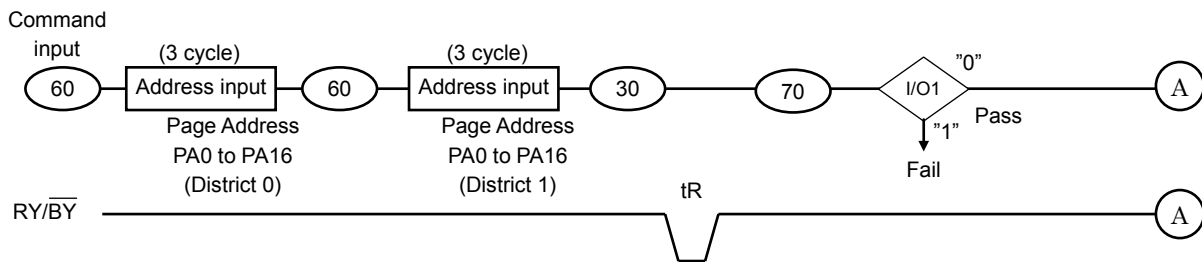 Command
input
(3 cycle)
(3 cycle)
60
Address input
60
Address input
30
70
I/O1
"0"
Pass
"1"
Fail
A
Page Address
PA0 to PA16
(District 0)
Page Address
PA0 to PA16
(District 1)
tR
RY/B̅Y̅
A